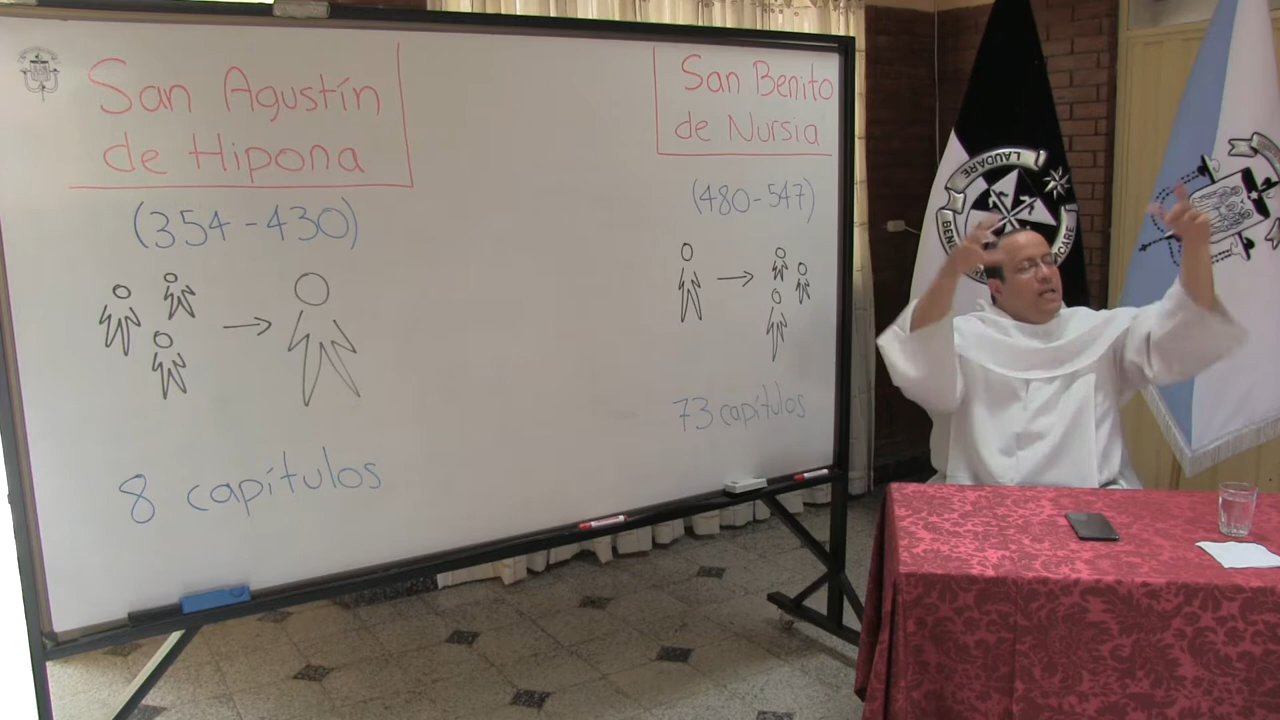 San Agustín
de Hipona
(354-430)
8 capítulos
San Benito
de Nursia
(480-547)
73 capítulos
LAUDARE